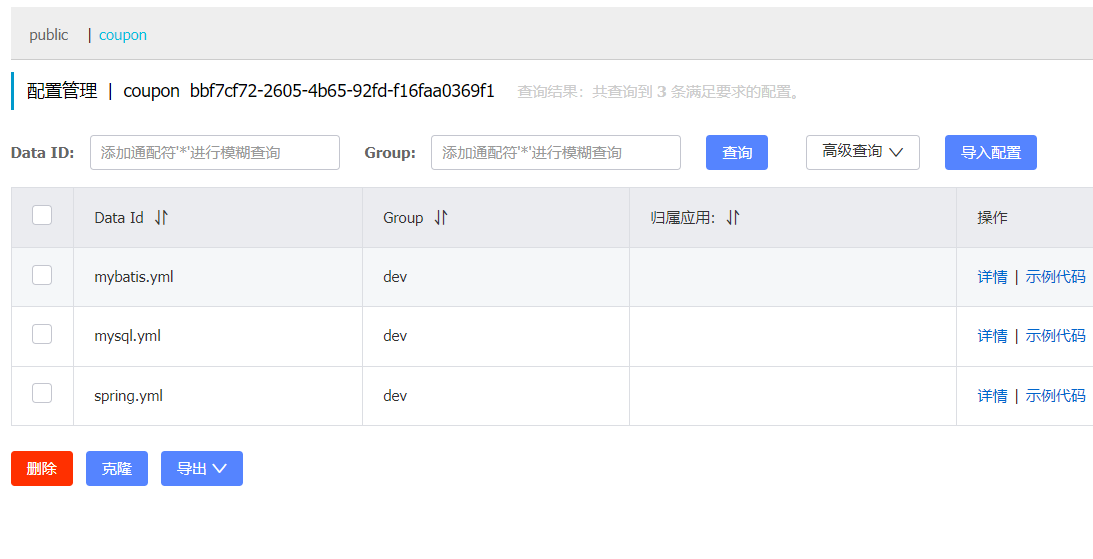 public | coupon
配置管理 | coupon bbf7cf72-2605-4b65-92fd-f16faa0369f1 查询结果：共查询到 3 条满足要求的配置。
Data ID: 添加通配符'*'进行模糊查询 Group: 添加通配符'*'进行模糊查询 查询 高级查询 导入配置
Data Id Group 归属应用: 操作
mybatis.yml dev 详情 | 示例代码
mysql.yml dev 详情 | 示例代码
spring.yml dev 详情 | 示例代码
删除 克隆 导出